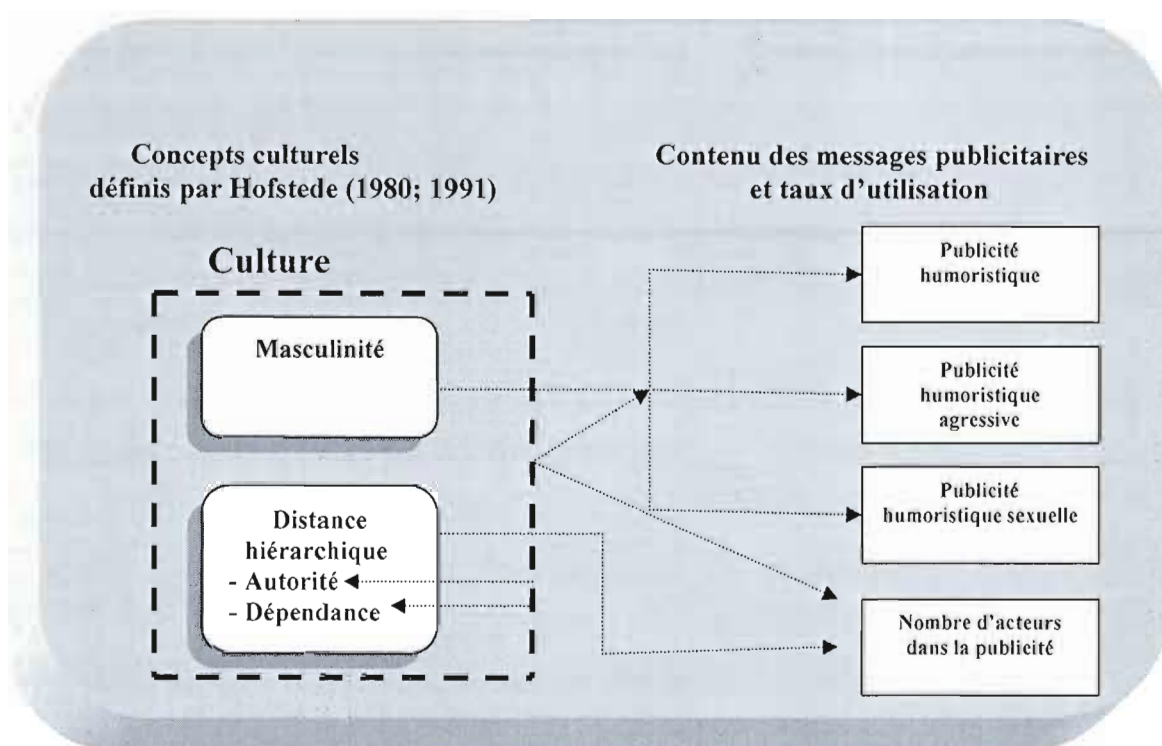 Concepts culturels
définis par Hofstede (1980; 1991)
Culture
Masculinité
Distance
hiérarchique
- Autorité
- Dépendance
Contenu des messages publicitaires
et taux d'utilisation
Publicité
humoristique
Publicité
humoristique
agressive
Publicité
humoristique sexuelle
Nombre d'acteurs
dans la publicité